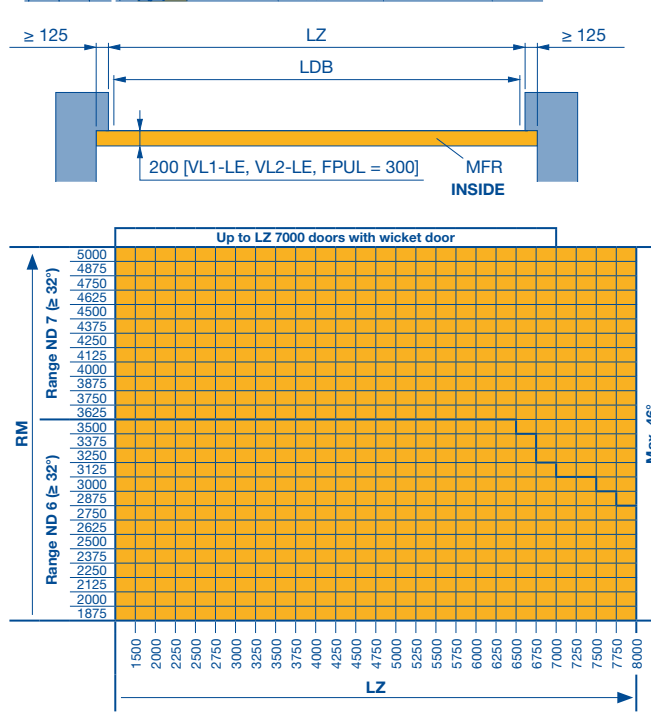 ≥ 125 LZ ≥ 125
LDB
200 [VL1-LE, VL2-LE, FPUL = 300] MFR
INSIDE
Up to LZ 7000 doors with wicket door
RM
Range ND 7 (≥ 32°)
Range ND 6 (≥ 32°)
5000
4875
4750
4625
4500
4375
4250
4125
4000
3875
3750
3625
3500
3375
3250
3125
3000
2875
2750
2625
2500
2375
2250
2125
2000
1875
Max. 46°
1500 2000 2250 2500 2750 3000 3250 3500 3750 4000 4250 4500 4750 5000 5250 5500 5750 6000 6250 6500 6750 7000 7250 7500 7750 8000
LZ